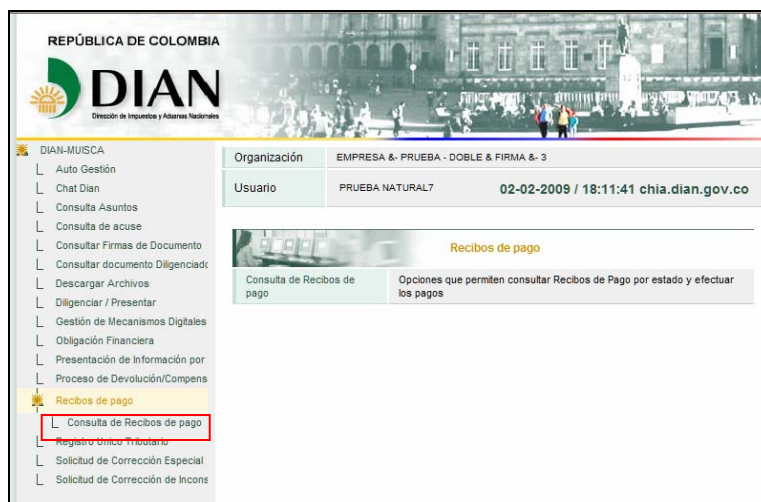 REPÚBLICA DE COLOMBIA
DIAN
Dirección de Impuestos y Aduanas Nacionales
DIAN-MUISCA
Auto Gestión
Chat Dian
Consulta Asuntos
Consulta de acuse
Consultar Firmas de Documento
Consultar documento Diligenciado
Descargar Archivos
Diligenciar / Presentar
Gestión de Mecanismos Digitales
Obligación Financiera
Presentación de Información por
Proceso de Devolución/Compens
Recibos de pago
Consulta de Recibos de pago
Registro Unico Tributario
Solicitud de Corrección Especial
Solicitud de Corrección de Incons
Organización EMPRESA &- PRUEBA - DOBLE & FIRMA &- 3
Usuario PRUEBA NATURAL7 02-02-2009 / 18:11:41 chia.dian.gov.co
Recibos de pago
Consulta de Recibos de Opciones que permiten consultar Recibos de Pago por estado y efectuar
pago los pagos